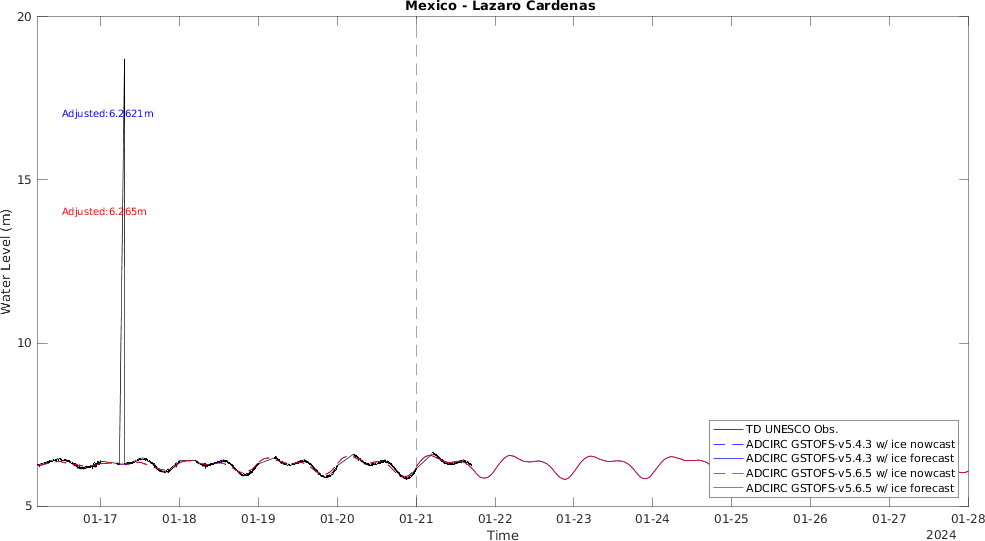 Mexico - Lazaro Cardenas
20
15
10
5
Water Level (m)
Adjusted:6.2621m
Adjusted:6.265m
TD UNESCO Obs.
ADCIRC GSTOFS-v5.4.3 w/ ice nowcast
ADCIRC GSTOFS-v5.4.3 w/ ice forecast
ADCIRC GSTOFS-v5.6.5 w/ ice nowcast
ADCIRC GSTOFS-v5.6.5 w/ ice forecast
01-17 01-18 01-19 01-20 01-21 01-22 01-23 01-24 01-25 01-26 01-27 01-28
Time
2024